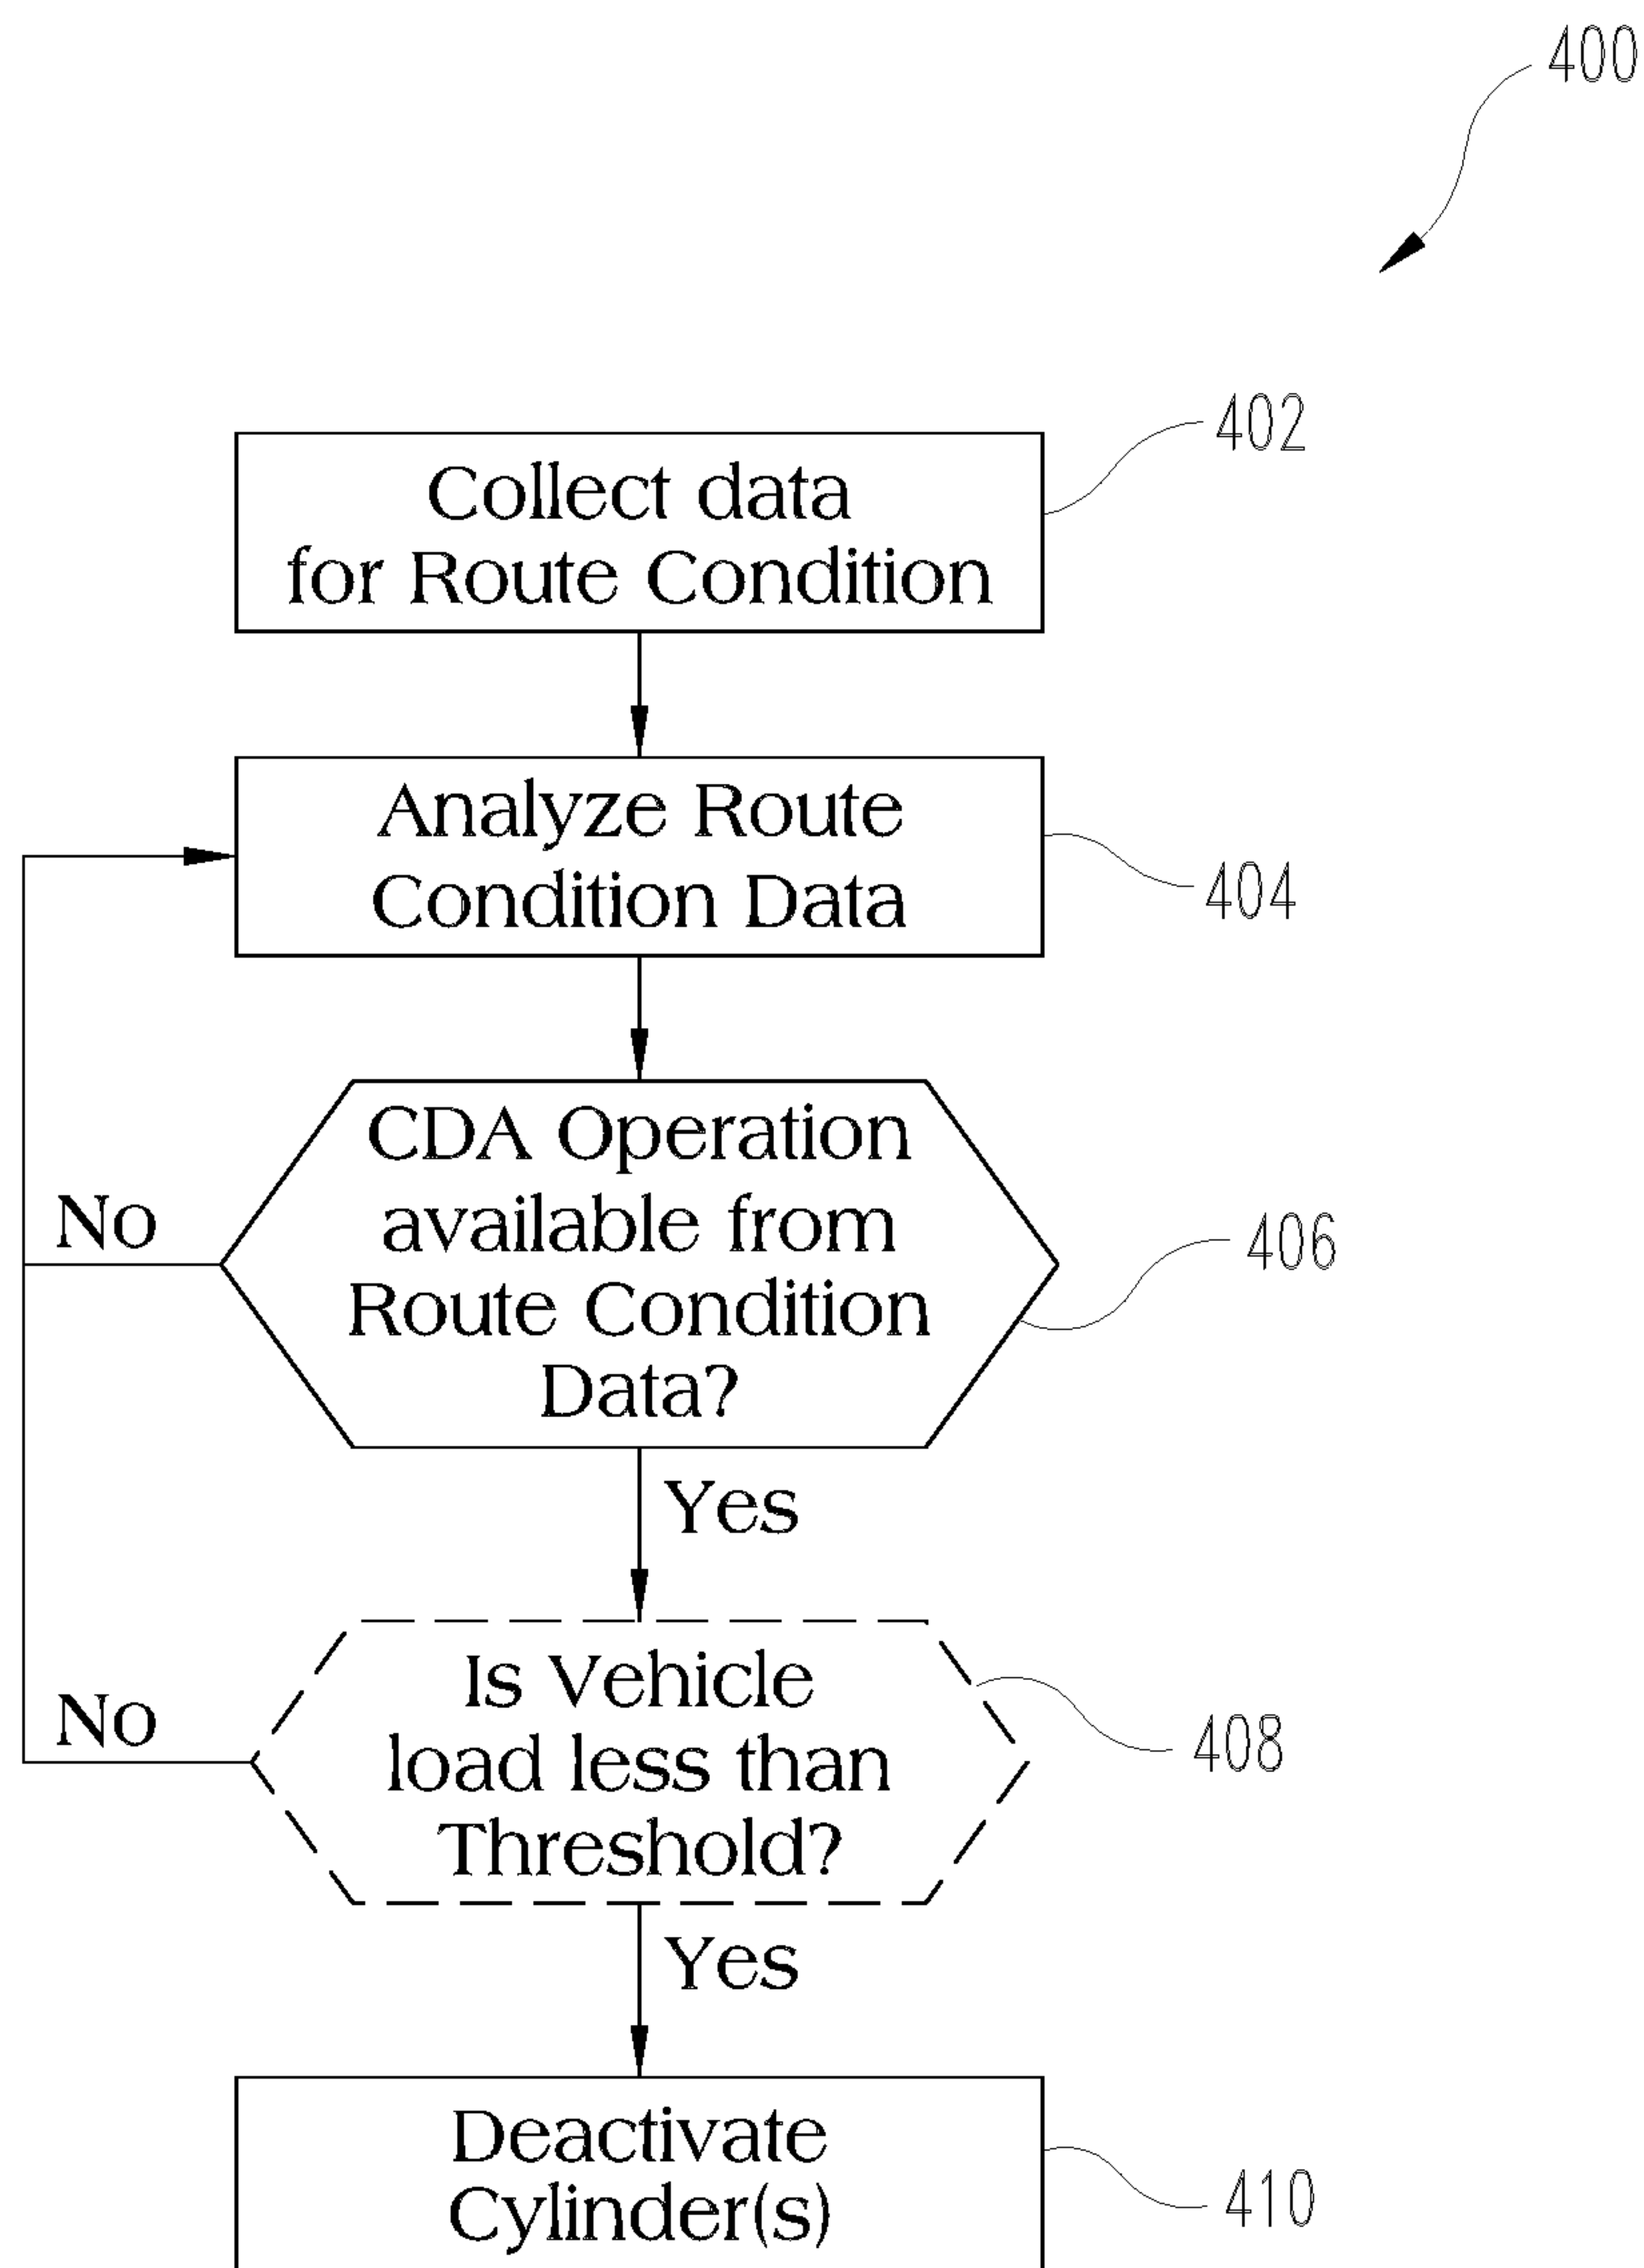 400
402
Collect data
for Route Condition
Analyze Route
Condition Data
404
CDA Operation
available from
Route Condition
Data?
No
406
Yes
Is Vehicle
load less than
Threshold?
No
408
Yes
Deactivate
Cylinder(s)
410